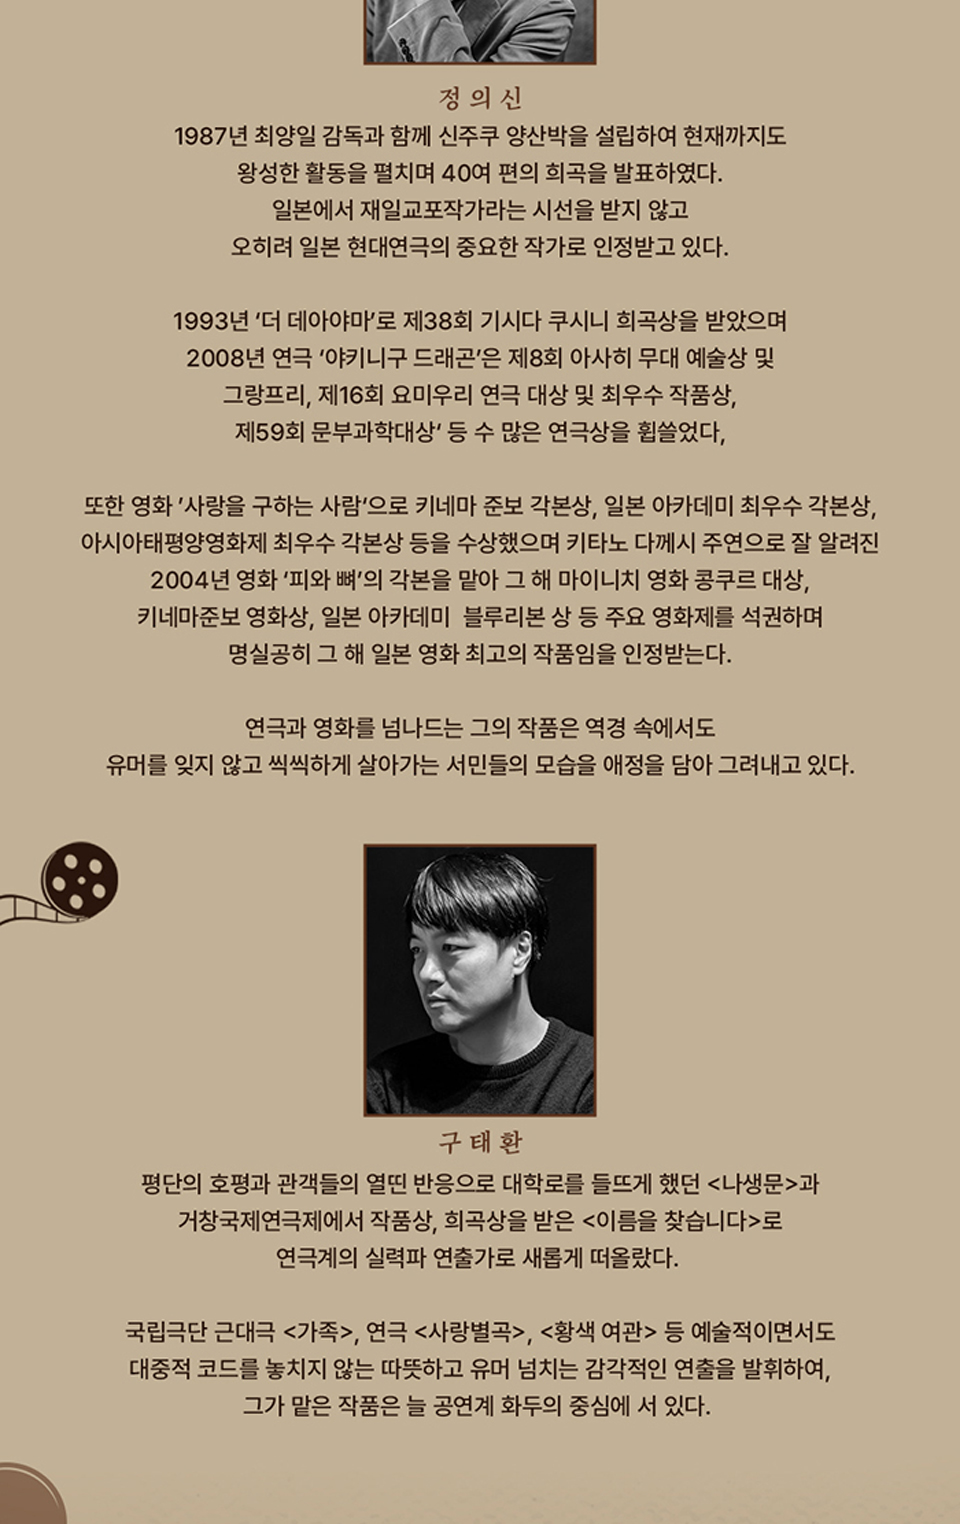 정의신
1987년 최양일 감독과 함께 신주쿠 양산박을 설립하여 현재까지도
왕성한 활동을 펼치며 40여 편의 희곡을 발표하였다.
일본에서 재일교포작가라는 시선을 받지 않고
오히려 일본 현대연극의 중요한 작가로 인정받고 있다.
1993년 ‘더 데아야마’로 제38회 기시다 쿠시니 희곡상을 받았으며
2008년 연극 ‘야키니구 드래곤’은 제8회 아사히 무대 예술상 및
그랑프리, 제16회 요미우리 연극 대상 및 최우수 작품상,
제59회 문부과학대상‘ 등 수 많은 연극상을 휩쓸었다,
또한 영화 ’사랑을 구하는 사람‘으로 키네마 준보 각본상, 일본 아카데미 최우수 각본상,
아시아태평양영화제 최우수 각본상 등을 수상했으며 키타노 다께시 주연으로 잘 알려진
2004년 영화 ‘피와 뼈’의 각본을 맡아 그 해 마이니치 영화 콩쿠르 대상,
키네마준보 영화상, 일본 아카데미  블루리본 상 등 주요 영화제를 석권하며
명실공히 그 해 일본 영화 최고의 작품임을 인정받는다.
연극과 영화를 넘나드는 그의 작품은 역경 속에서도
유머를 잊지 않고 씩씩하게 살아가는 서민들의 모습을 애정을 담아 그려내고 있다.
구태환
평단의 호평과 관객들의 열띤 반응으로 대학로를 들뜨게 했던 <나생문>과
거창국제연극제에서 작품상, 희곡상을 받은 <이름을 찾습니다>로
연극계의 실력파 연출가로 새롭게 떠올랐다.
국립극단 근대극 <가족>, 연극 <사랑별곡>, <황색 여관> 등 예술적이면서도
대중적 코드를 놓치지 않는 따뜻하고 유머 넘치는 감각적인 연출을 발휘하여,
그가 맡은 작품은 늘 공연계 화두의 중심에 서 있다.